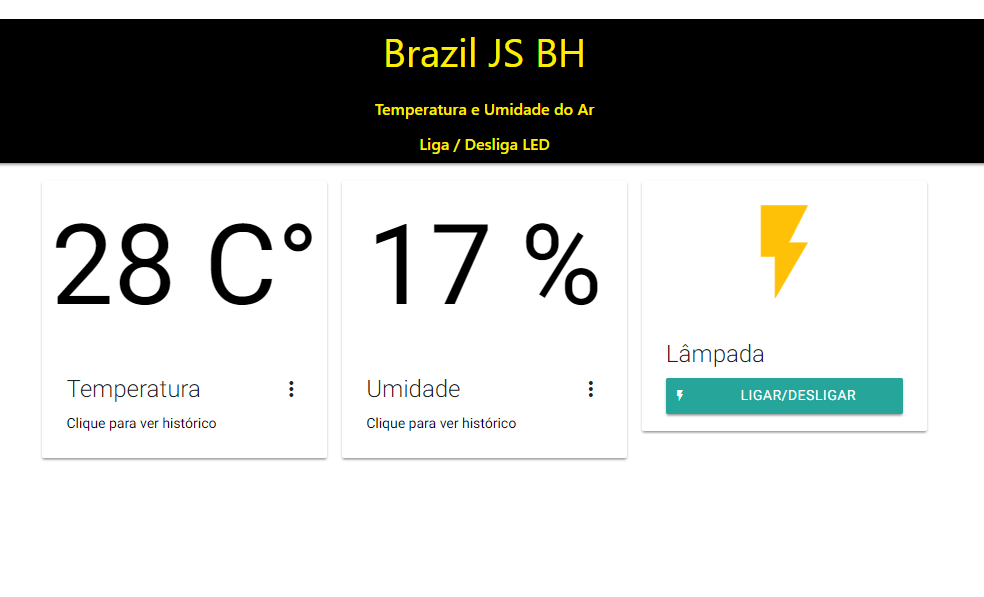 Brazil JS BH
Temperatura e Umidade do Ar
Liga / Desliga LED
28 C°
Temperatura
Clique para ver histórico
17 %
Umidade
Clique para ver histórico
Lâmpada
LIGAR/DESLIGAR